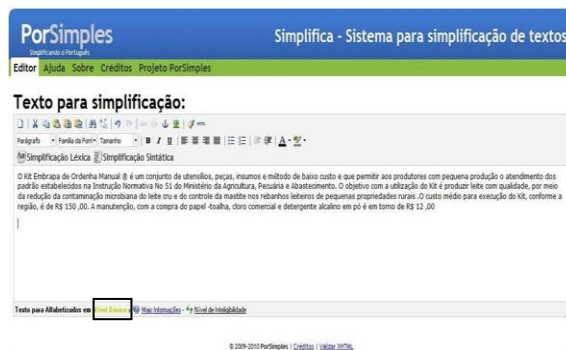 PorSimples
Simplificando o Português
Simplifica - Sistema para simplificação de textos
Editor Ajuda Sobre Créditos Projeto PorSimples
Texto para simplificação:
Parágrafo Família da Font Tamanho B I U A
Simplificação Léxica Simplificação Sintática
O Kit Embrapa de Ordenha Manual ® é um conjunto de utensílios, peças, insumos e método de baixo custo e que permitir aos produtores com pequena produção o atendimento dos
padrão estabelecidos na Instrução Normativa No 51 do Ministério da Agricultura, Pecuária e Abastecimento. O objetivo com a utilização do Kit é produzir leite com qualidade, por meio
da redução da contaminação microbiana do leite cru e do controle da mastite nos rebanhos leiteiros de pequenas propriedades rurais .O custo médio para execução do Kit, conforme a
região, é de R$ 150 ,00. A manutenção, com a compra do papel -toalha, cloro comercial e detergente alcalino em pó é em torno de R$ 12 ,00
Texto para Alfabetizados em Nível Básico Mais Informações - Nível de Inteligibilidade
© 2009-2010 PorSimples | Créditos | Validar XHTML